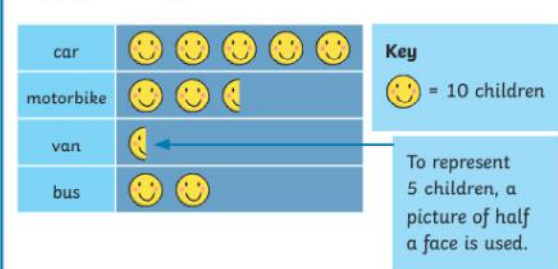 car
motorbike
van
bus
Key
= 10 children
To represent
5 children, a
picture of half
a face is used.